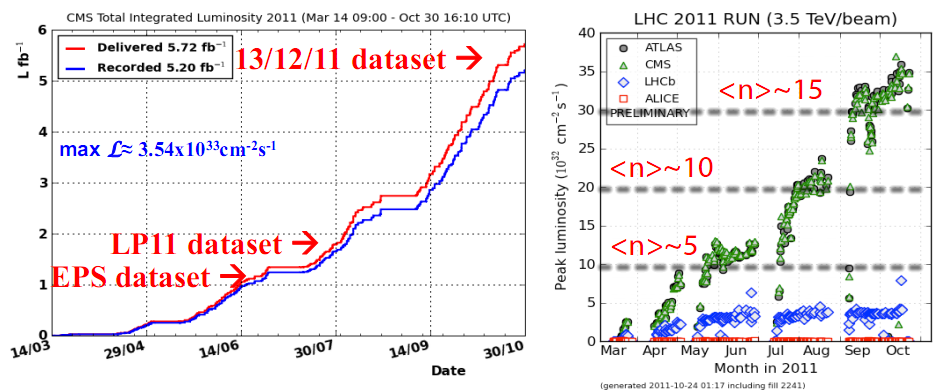 CMS Total Integrated Luminosity 2011 (Mar 14 09:00 - Oct 30 16:10 UTC)
L fb⁻¹
6
5
4
3
2
1
0
Delivered 5.72 fb⁻¹
Recorded 5.20 fb⁻¹
13/12/11 dataset →
max ℒ≈ 3.54x10³³cm⁻²s⁻¹
LP11 dataset →
EPS dataset →
14/03
29/04
14/06
30/07
14/09
30/10
Date
LHC 2011 RUN (3.5 TeV/beam)
Peak luminosity (10³² cm⁻² s⁻¹)
40
35
30
25
20
15
10
5
0
ATLAS
CMS
LHCb
ALICE
PRELIMINARY
<n>~15
<n>~10
<n>~5
Mar
Apr
May
Jun
Jul
Aug
Sep
Oct
Month in 2011
(generated 2011-10-24 01:17 including fill 2241)